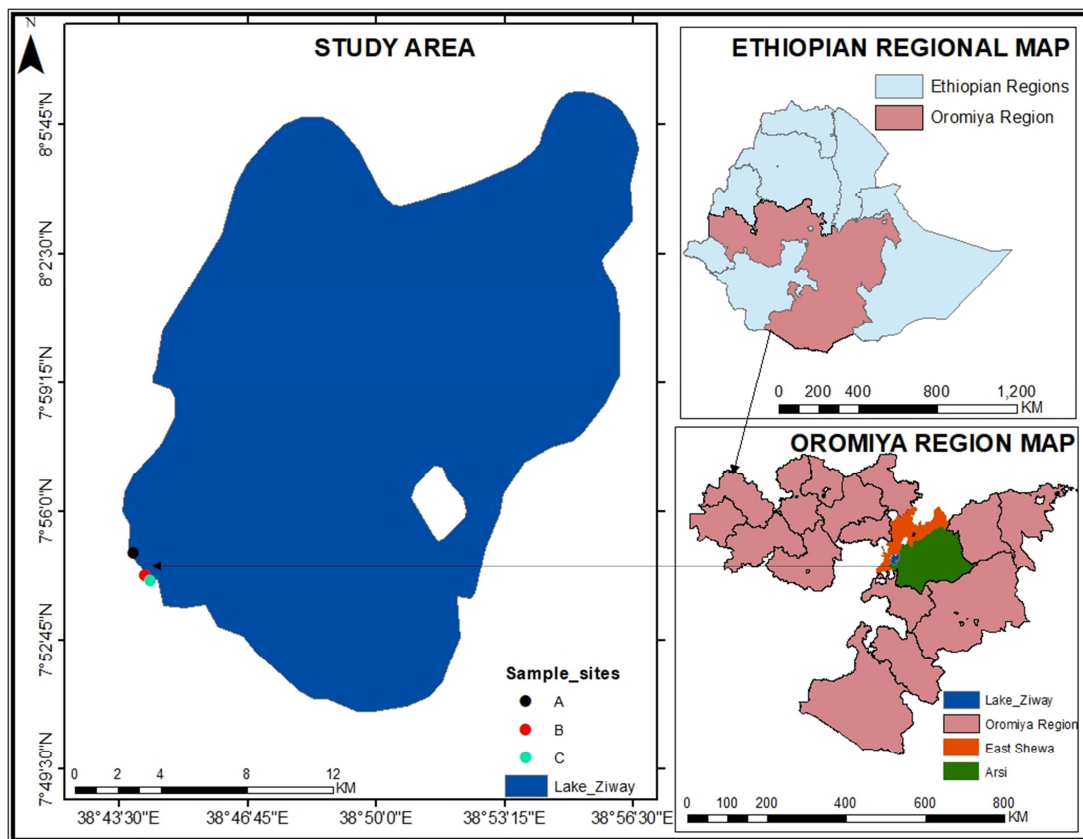 N
STUDY AREA
8°5'45"N
8°2'30"N
7°59'15"N
7°56'0"N
7°52'45"N
7°49'30"N
Sample_sites
A
B
C
Lake_Ziway
0 2 4 8 12
KM
38°43'30"E 38°46'45"E 38°50'0"E 38°53'15"E 38°56'30"E
ETHIOPIAN REGIONAL MAP
Ethiopian Regions
Oromiya Region
0 200 400 800 1,200
KM
OROMIYA REGION MAP
Lake_Ziway
Oromiya Region
East Shewa
Arsi
0 100 200 400 600 800
KM